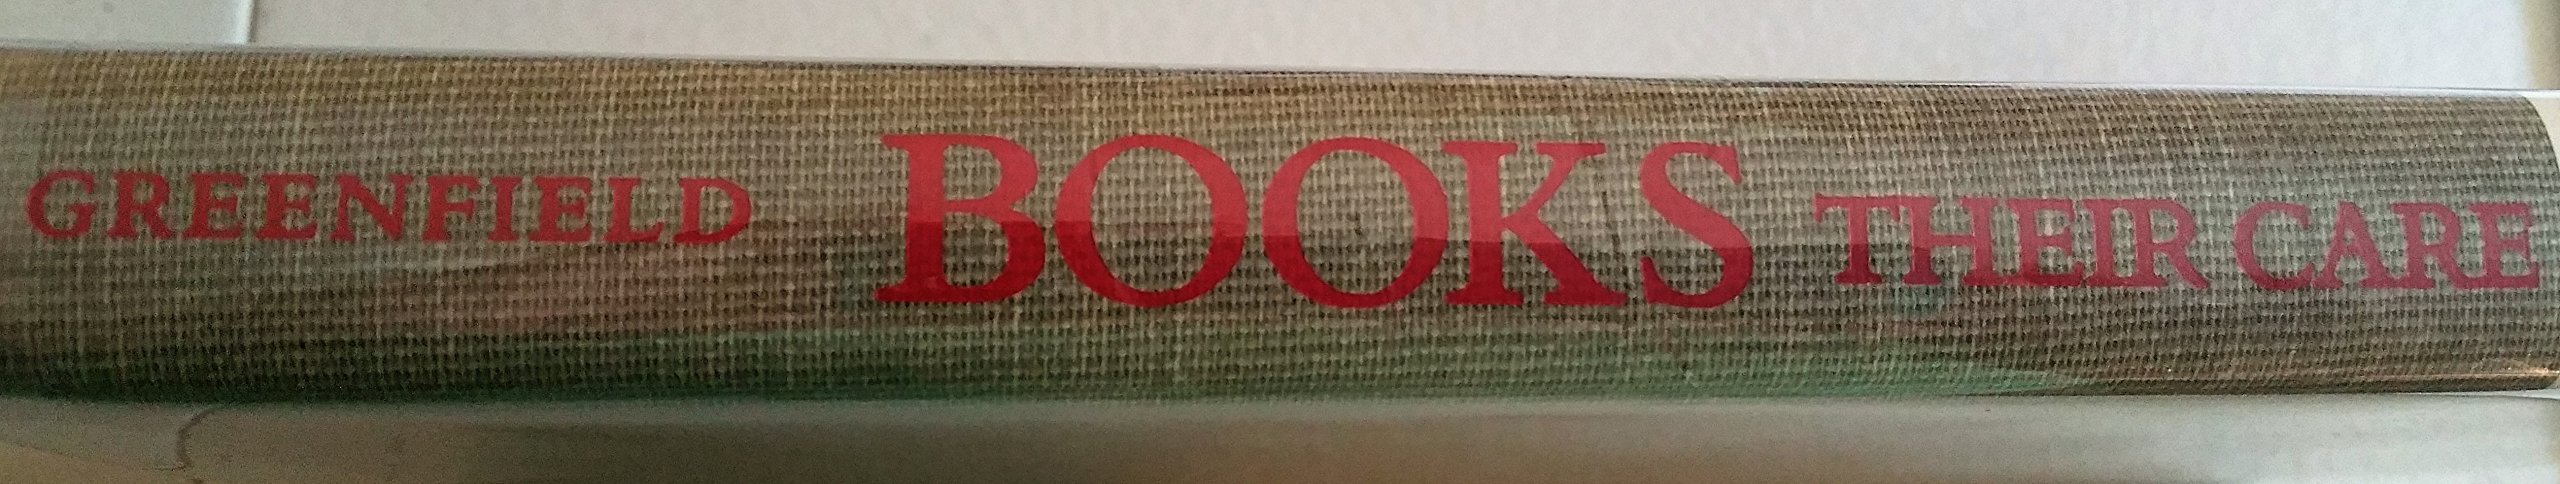 GREENFIELD BOOKS THEIR CARE